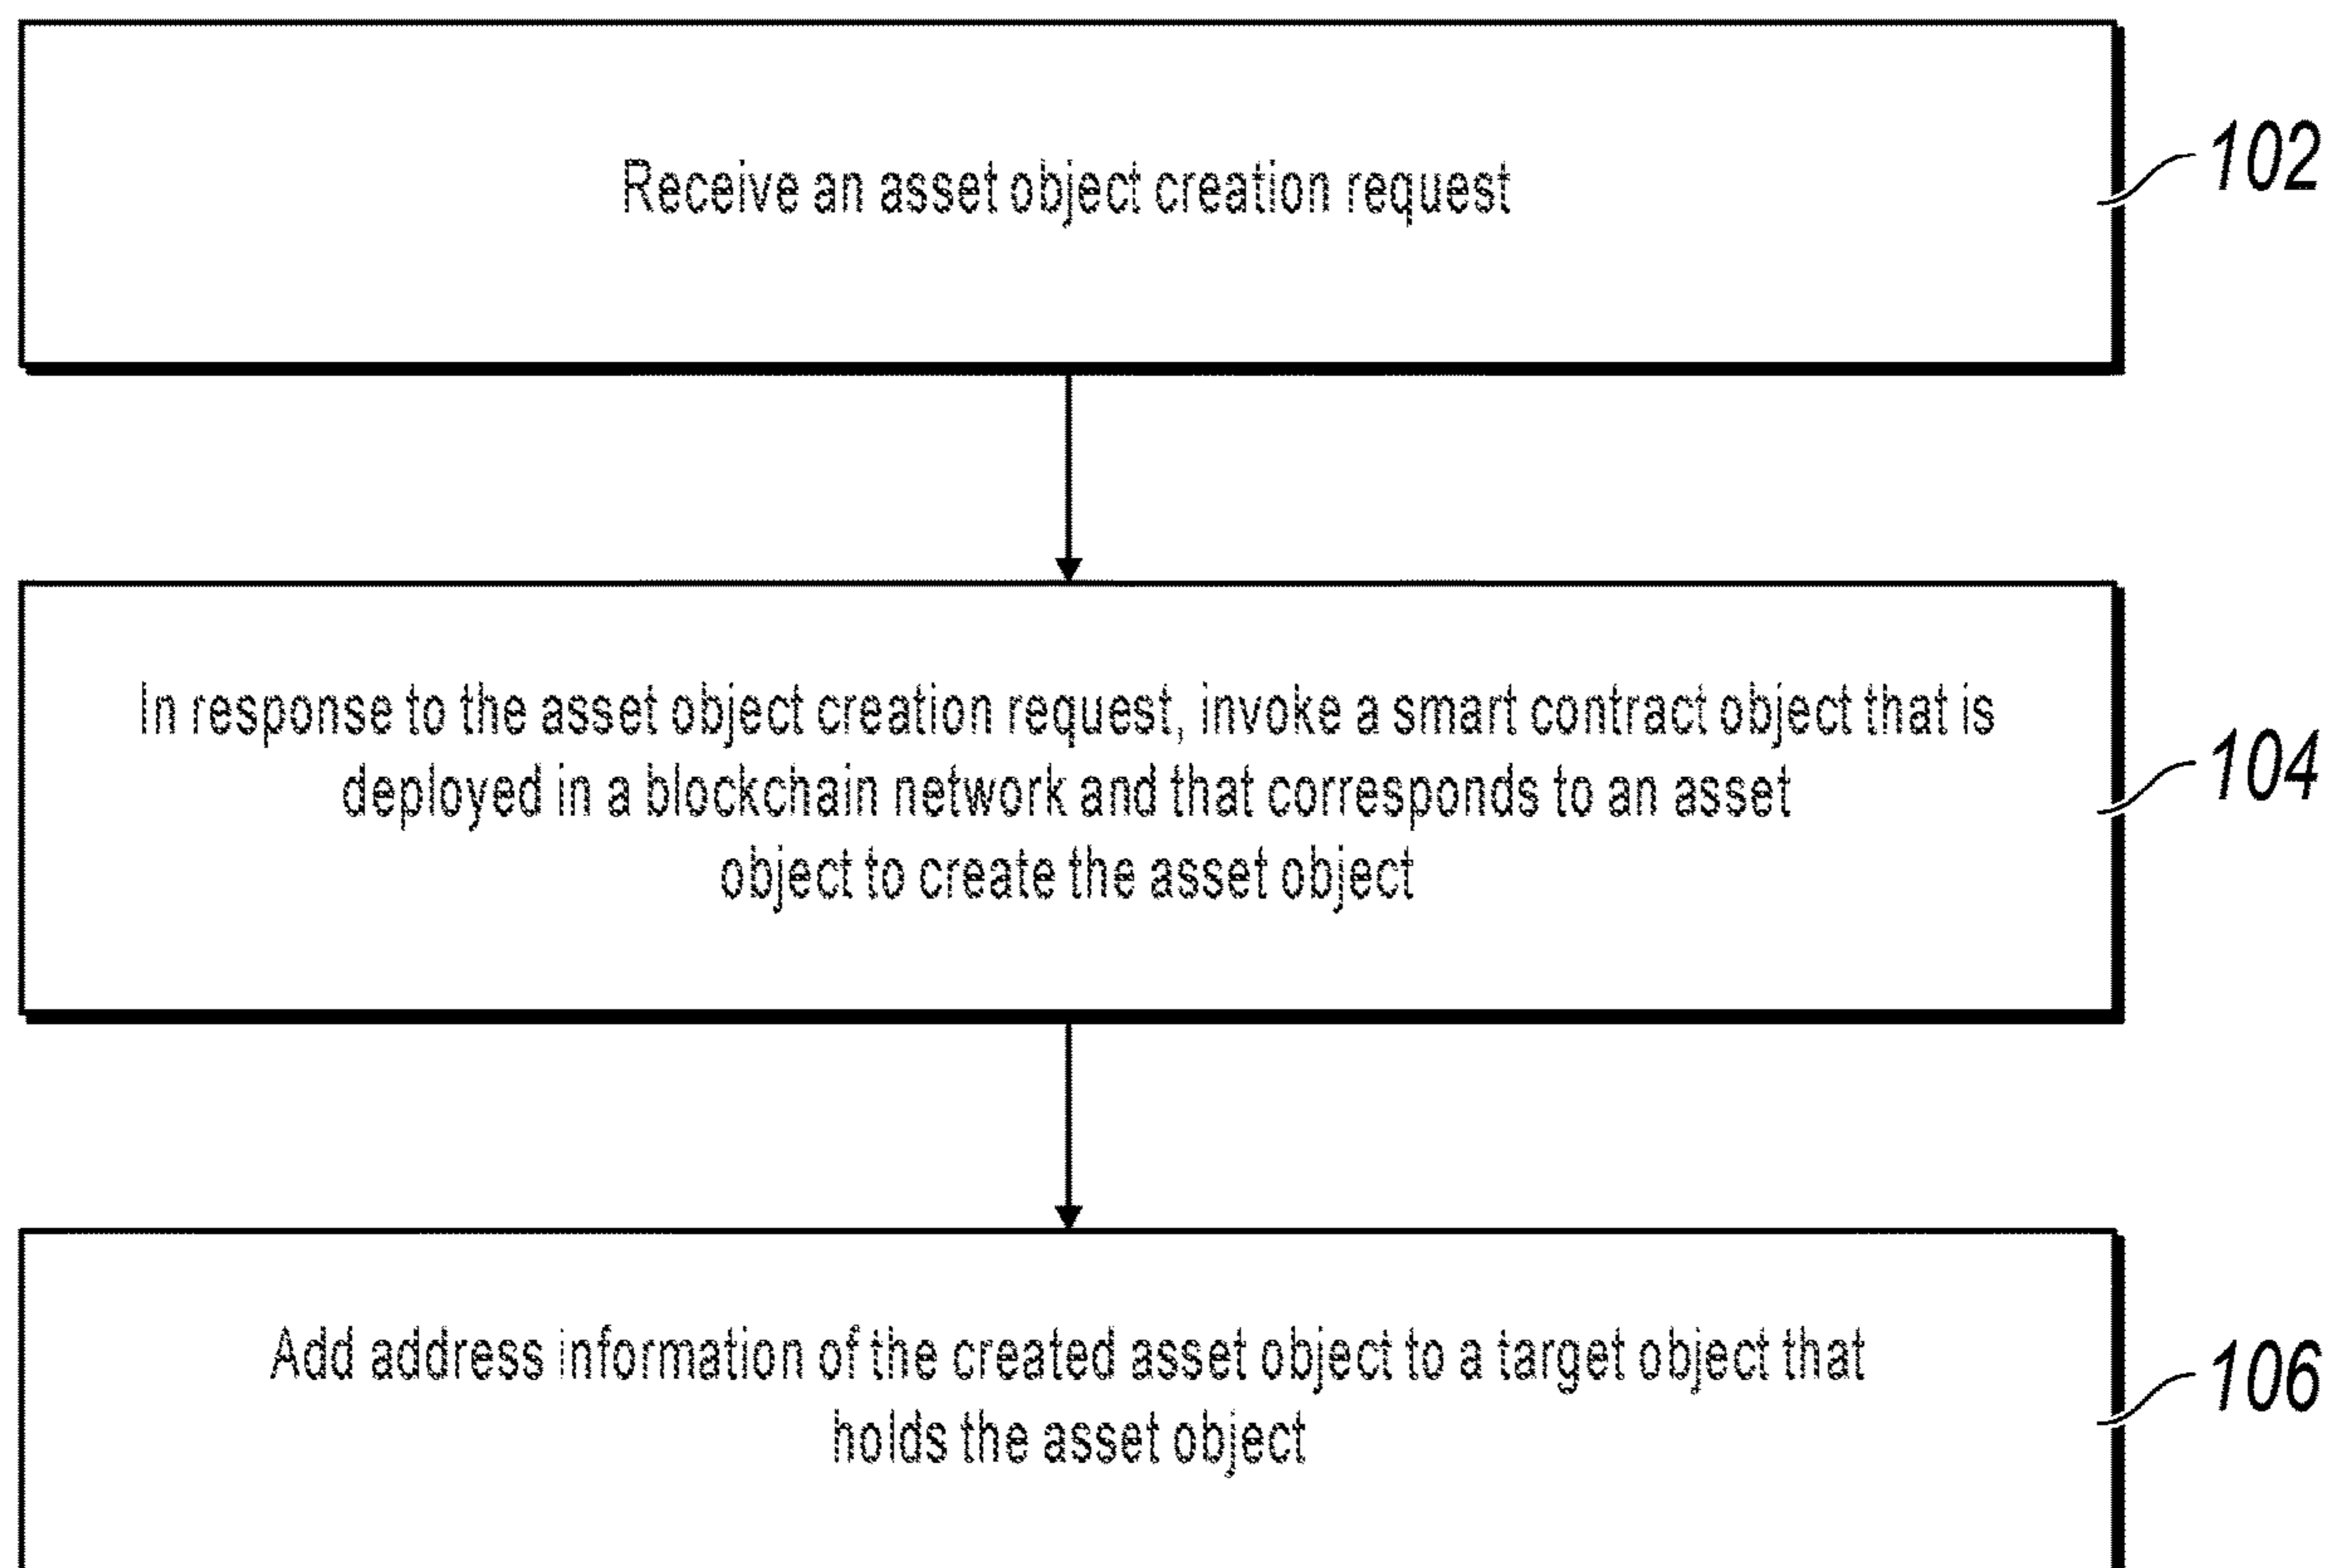 Receive an asset object creation request
102
In response to the asset object creation request, invoke a smart contract object that is
deployed in a blockchain network and that corresponds to an asset
object to create the asset object
104
Add address information of the created asset object to a target object that
holds the asset object
106